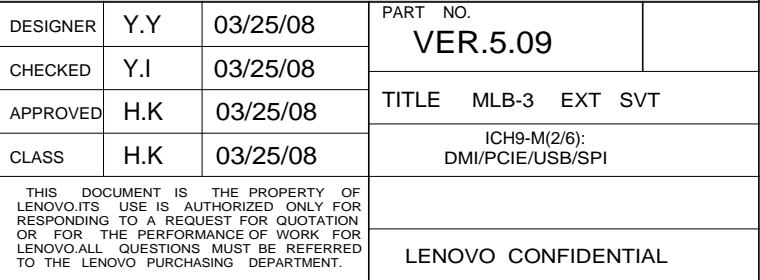 DESIGNER Y.Y 03/25/08
CHECKED Y.I 03/25/08
APPROVED H.K 03/25/08
CLASS H.K 03/25/08
THIS DOCUMENT IS THE PROPERTY OF
LENOVO.ITS USE IS AUTHORIZED ONLY FOR
RESPONDING TO A REQUEST FOR QUOTATION
OR FOR THE PERFORMANCE OF WORK FOR
LENOVO.ALL QUESTIONS MUST BE REFERRED
TO THE LENOVO PURCHASING DEPARTMENT.
PART NO.
VER.5.09
TITLE MLB-3 EXT SVT
ICH9-M(2/6):
DMI/PCIE/USB/SPI
LENOVO CONFIDENTIAL